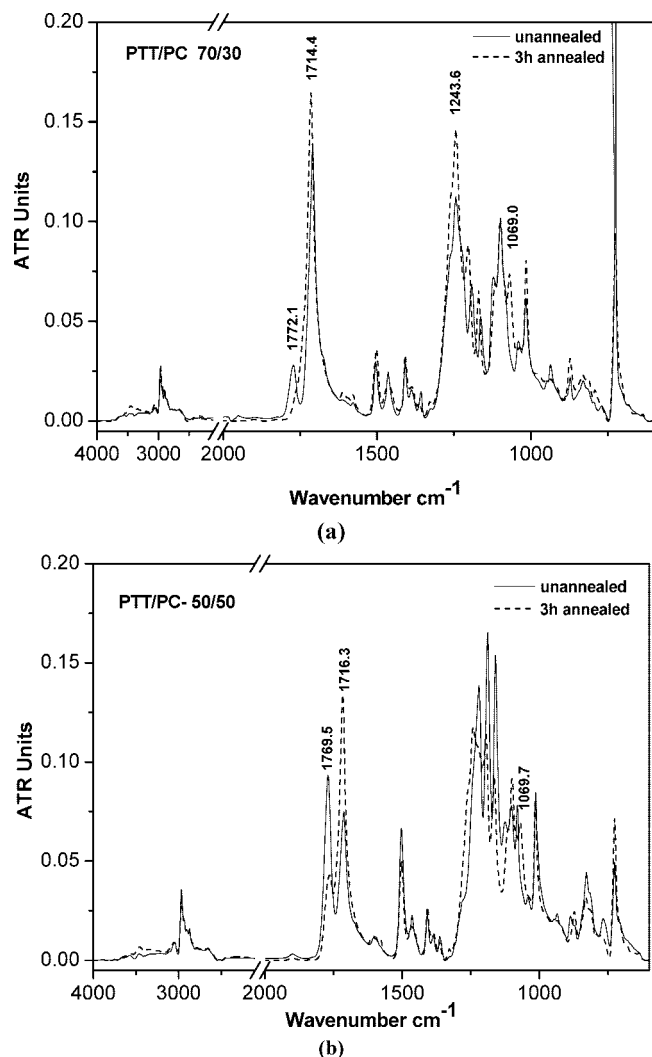 PTT/PC 70/30
unannealed
3h annealed
1714.4
1243.6
1069.0
1772.1
0.20
0.15
0.10
0.05
0.00
ATR Units
4000 3000 2000 1500 1000
Wavenumber cm-1
(a)
PTT/PC- 50/50
unannealed
3h annealed
1716.3
1769.5
1069.7
0.20
0.15
0.10
0.05
0.00
ATR Units
4000 3000 2000 1500 1000
Wavenumber cm-1
(b)